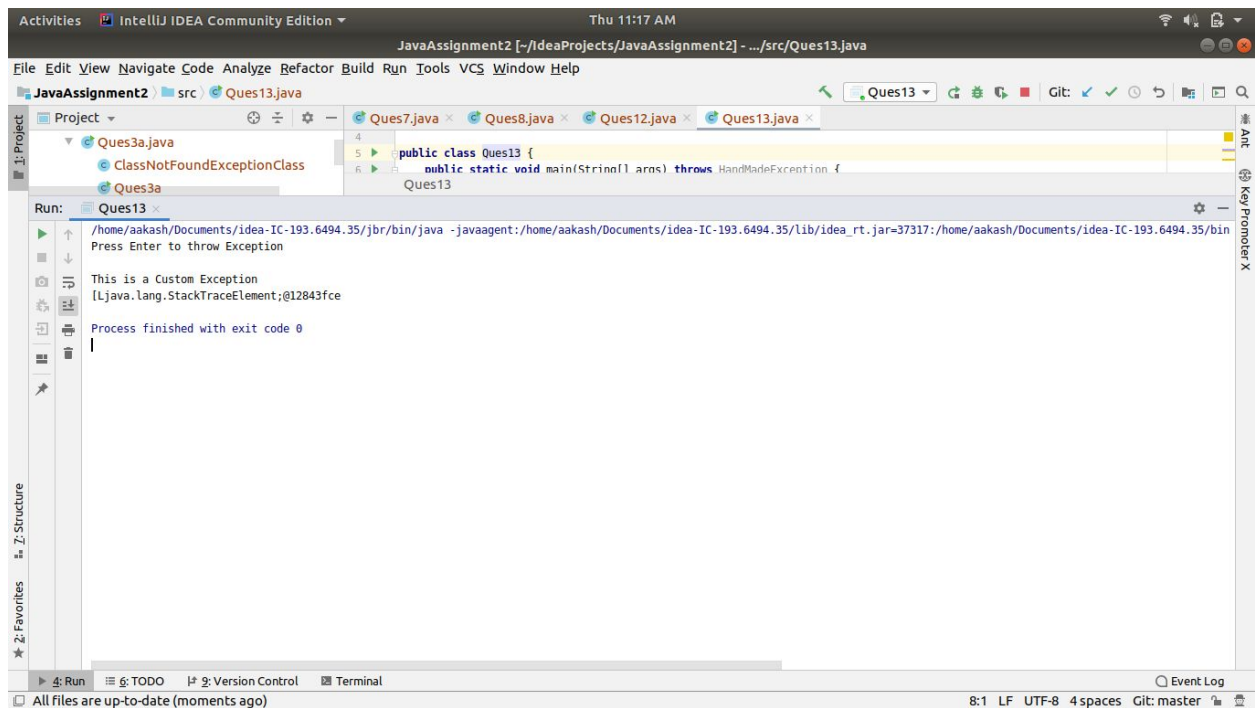 Activities IntelliJ IDEA Community Edition Thu 11:17 AM
JavaAssignment2 [~/IdeaProjects/JavaAssignment2] - .../src/Ques13.java
File Edit View Navigate Code Analyze Refactor Build Run Tools VCS Window Help
JavaAssignment2 src Ques13.java Ques13 Git:
1: Project
Project Ques7.java Ques8.java Ques12.java Ques13.java
Ques3a.java
ClassNotFoundExceptionClass
Ques3a
4
5 public class Ques13 {
6 public static void main(String[] args) throws HandMadeException {
Ques13
Ant
Key Promoter X
Run: Ques13
/home/aakash/Documents/idea-IC-193.6494.35/jbr/bin/java -javaagent:/home/aakash/Documents/idea-IC-193.6494.35/lib/idea_rt.jar=37317:/home/aakash/Documents/idea-IC-193.6494.35/bin
Press Enter to throw Exception
This is a Custom Exception
[Ljava.lang.StackTraceElement;@12843fce
Process finished with exit code 0
7: Structure
2: Favorites
4: Run 6: TODO 9: Version Control Terminal Event Log
All files are up-to-date (moments ago) 8:1 LF UTF-8 4 spaces Git: master